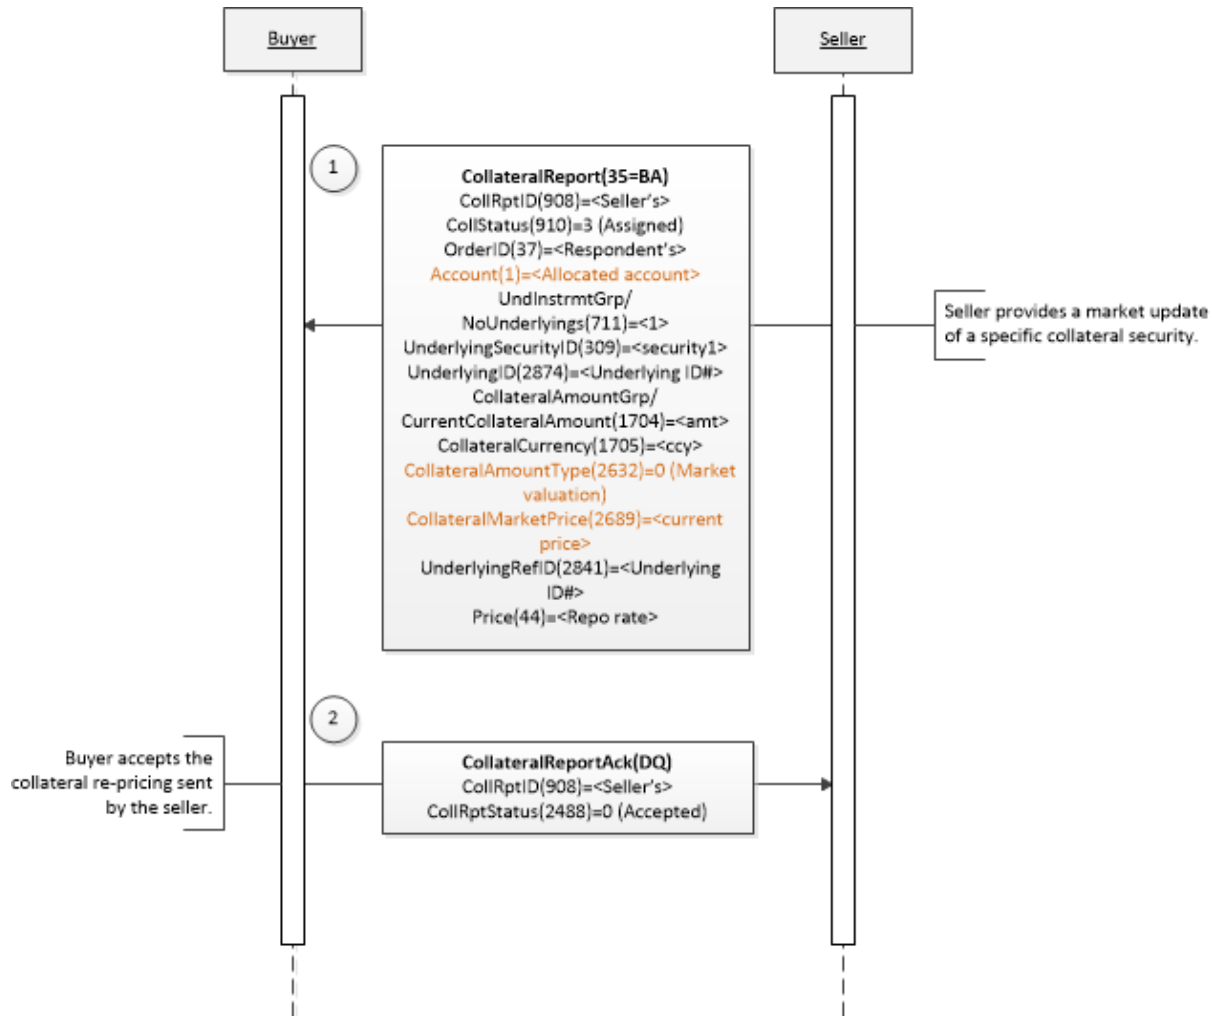 Buyer
Seller
1
CollateralReport(35=BA)
CollRptID(908)=<Seller's>
CollStatus(910)=3 (Assigned)
OrderID(37)=<Respondent's>
Account(1)=<Allocated account>
UndInstrmtGrp/
NoUnderlyings(711)=<1>
UnderlyingSecurityID(309)=<security1>
UnderlyingID(2874)=<Underlying ID#>
CollateralAmountGrp/
CurrentCollateralAmount(1704)=<amt>
CollateralCurrency(1705)=<ccy>
CollateralAmountType(2632)=0 (Market
valuation)
CollateralMarketPrice(2689)=<current
price>
UnderlyingRefID(2841)=<Underlying
ID#>
Price(44)=<Repo rate>
Seller provides a market update
of a specific collateral security.
2
Buyer accepts the
collateral re-pricing sent
by the seller.
CollateralReportAck(DQ)
CollRptID(908)=<Seller's>
CollRptStatus(2488)=0 (Accepted)